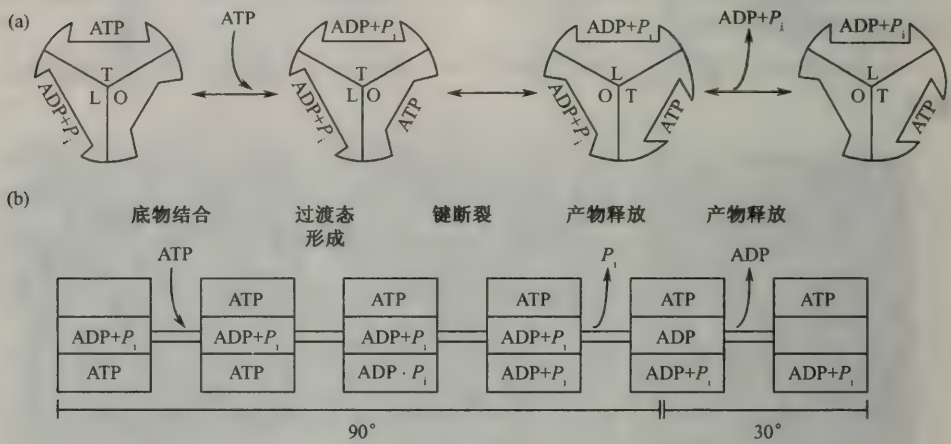 (a)
ATP
T
L O
ADP+Pi
ATP
ADP+Pi
T
L O
ADP+Pi
ATP
ADP+Pi
L
O T
ADP+Pi
ATP
ADP+Pi
ADP+Pi
L
O T
ATP
(b)
底物结合
过渡态
形成
键断裂
产物释放
产物释放
ATP
Pi
ADP
ADP+Pi
ATP
ATP
ADP+Pi
ATP
ATP
ADP+Pi
ADP · Pi
ATP
ADP+Pi
ADP+Pi
ATP
ADP
ADP+Pi
ATP
ADP+Pi
90°
30°